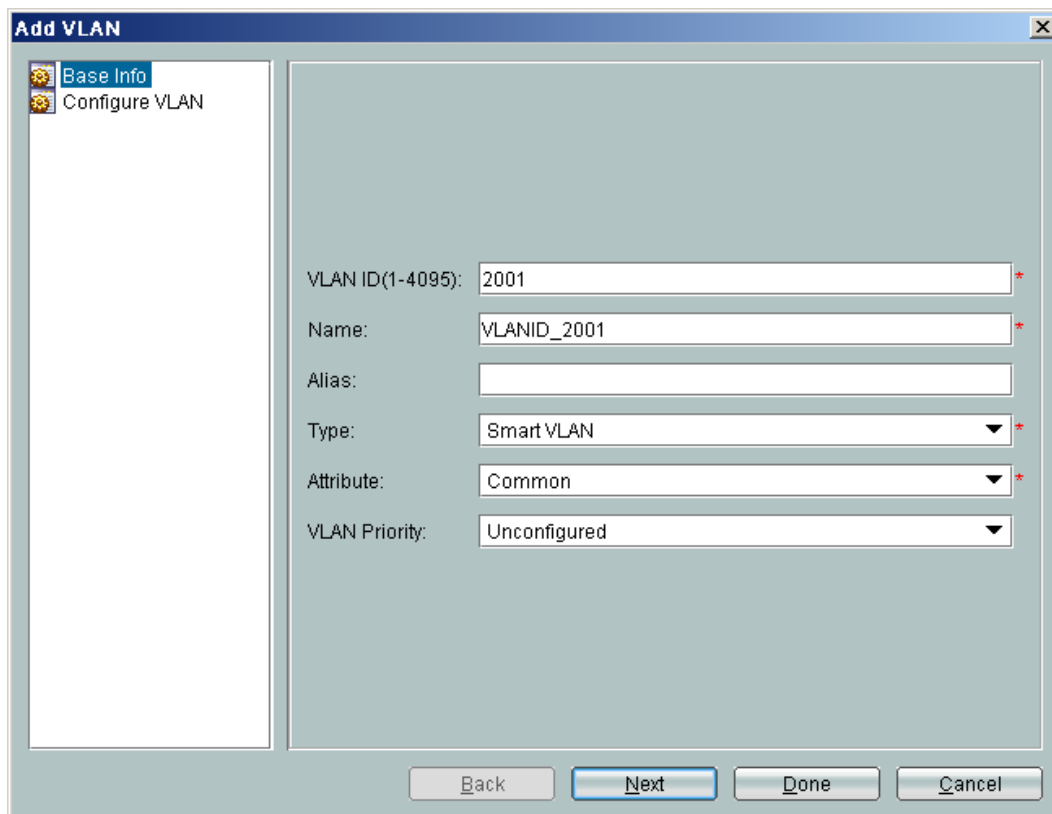 Add VLAN
Base Info
Configure VLAN
VLAN ID(1-4095): 2001 *
Name: VLANID_2001 *
Alias:
Type: Smart VLAN *
Attribute: Common *
VLAN Priority: Unconfigured
Back Next Done Cancel